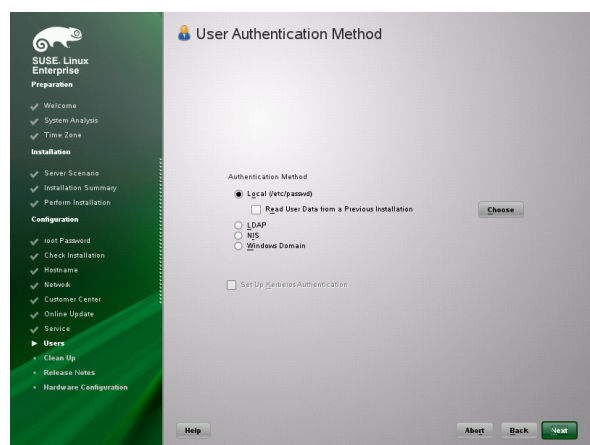 SUSE. Linux
Enterprise
Preparation
Welcome
System Analysis
Time Zone
Installation
Server Scenario
Installation Summary
Perform Installation
Configuration
root Password
Check Installation
Hostname
Network
Customer Center
Online Update
Service
Users
Clean Up
Release Notes
Hardware Configuration
User Authentication Method
Authentication Method
Local (/etc/passwd)
Read User Data from a Previous Installation
Choose
LDAP
NIS
Windows Domain
Set Up Kerberos Authentication
Help
Abort
Back
Next